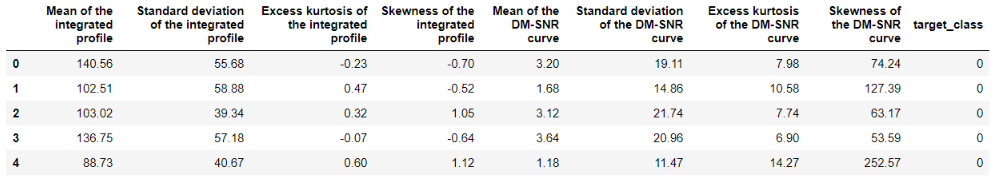 Mean of the integrated profile Standard deviation of the integrated profile Excess kurtosis of the integrated profile Skewness of the integrated profile Mean of the DM-SNR curve Standard deviation of the DM-SNR curve Excess kurtosis of the DM-SNR curve Skewness of the DM-SNR curve target_class
0 140.56 55.68 -0.23 -0.70 3.20 19.11 7.98 74.24 0
1 102.51 58.88 0.47 -0.52 1.68 14.86 10.58 127.39 0
2 103.02 39.34 0.32 1.05 3.12 21.74 7.74 63.17 0
3 136.75 57.18 -0.07 -0.64 3.64 20.96 6.90 53.59 0
4 88.73 40.67 0.60 1.12 1.18 11.47 14.27 252.57 0